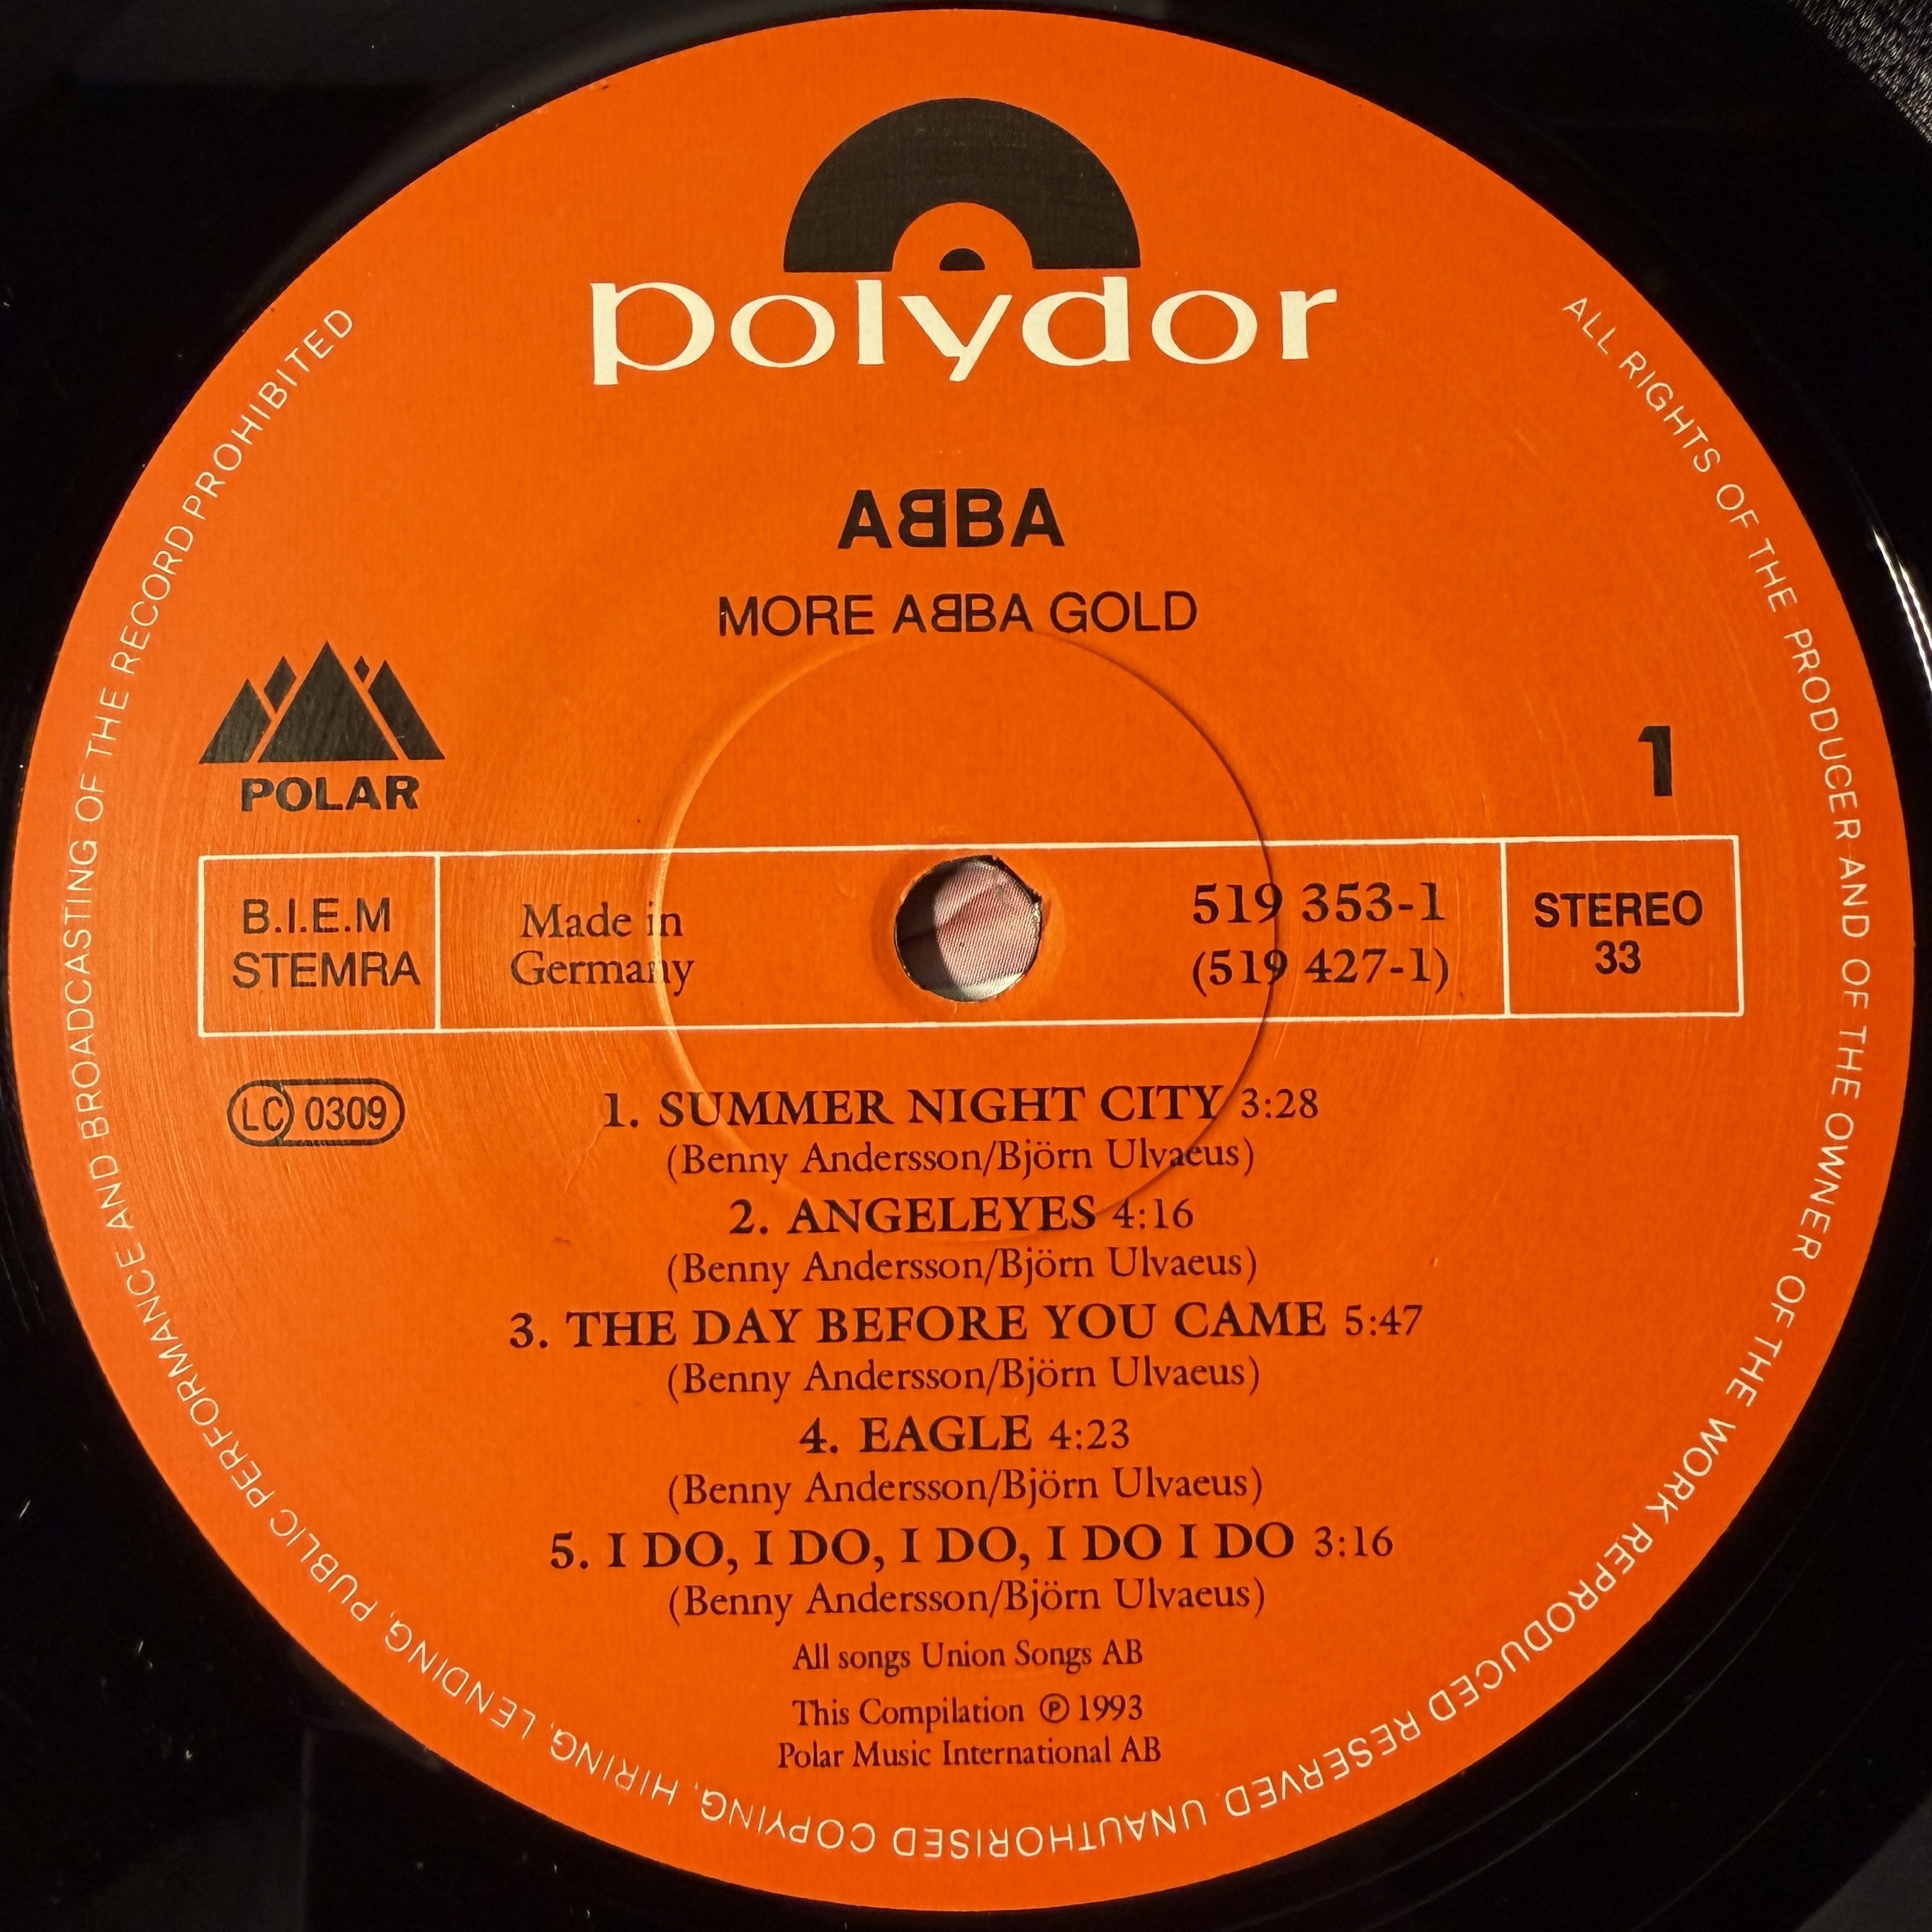 polydor
AᗺBA
MORE AᗺBA GOLD
POLAR
1
B.I.E.M
STEMRA
Made in
Germany
519 353-1
(519 427-1)
STEREO
33
LC 0309
1. SUMMER NIGHT CITY 3:28
(Benny Andersson/Björn Ulvaeus)
2. ANGELEYES 4:16
(Benny Andersson/Björn Ulvaeus)
3. THE DAY BEFORE YOU CAME 5:47
(Benny Andersson/Björn Ulvaeus)
4. EAGLE 4:23
(Benny Andersson/Björn Ulvaeus)
5. I DO, I DO, I DO, I DO I DO 3:16
(Benny Andersson/Björn Ulvaeus)
All songs Union Songs AB
This Compilation ℗ 1993
Polar Music International AB
ALL RIGHTS OF THE PRODUCER AND OF THE OWNER OF THE WORK REPRODUCED RESERVED. UNAUTHORISED COPYING, HIRING, LENDING, PUBLIC PERFORMANCE AND BROADCASTING OF THE RECORD PROHIBITED